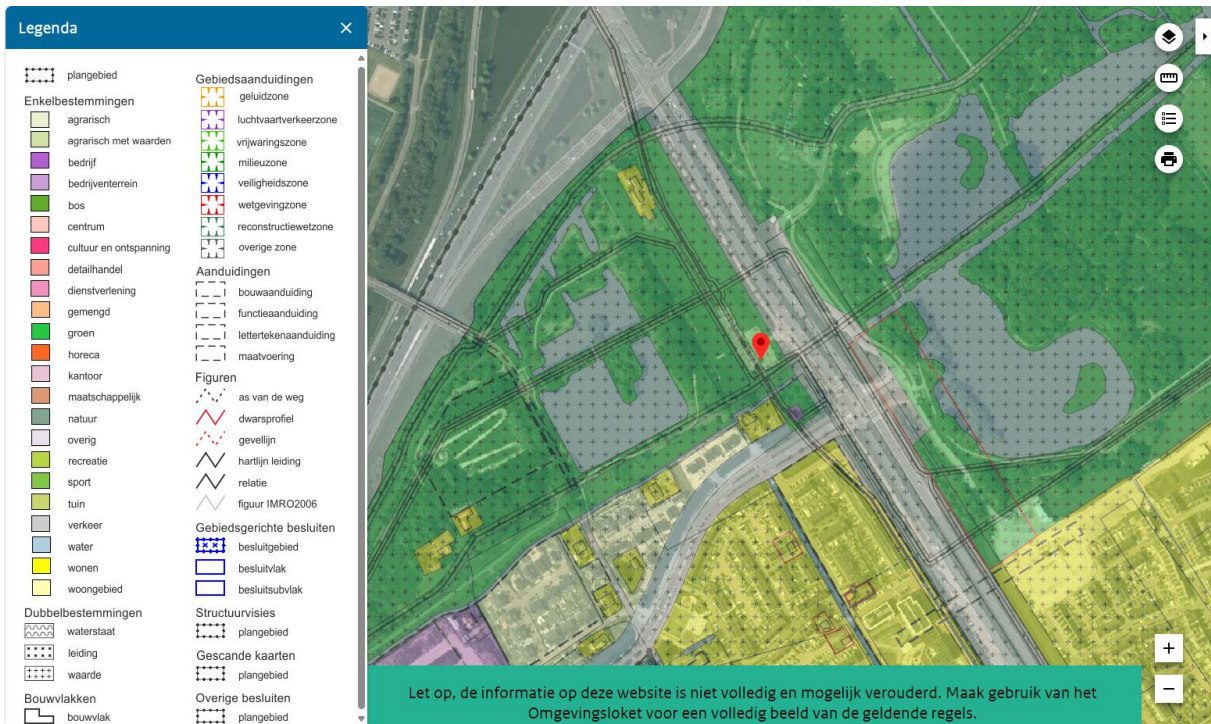 Legenda
plangebied
Enkelbestemmingen
agrarisch
agrarisch met waarden
bedrijf
bedrijventerrein
bos
centrum
cultuur en ontspanning
detailhandel
dienstverlening
gemengd
groen
horeca
kantoor
maatschappelijk
natuur
overig
recreatie
sport
tuin
verkeer
water
wonen
woongebied
Dubbelbestemmingen
waterstaat
leiding
waarde
Bouwvlakken
bouwvlak
Gebiedsaanduidingen
geluidzone
luchtvaartverkeerzone
vrijwaringszone
milieuzone
veiligheidszone
wetgevingzone
reconstructiewetzone
overige zone
Aanduidingen
bouwaanduiding
functieaanduiding
lettertekenaanduiding
maatvoering
Figuren
as van de weg
dwarsprofiel
gevellijn
hartlijn leiding
relatie
figuur IMRO2006
Gebiedsgerichte besluiten
besluitgebied
besluitvlak
besluitsubvlak
Structuurvisies
plangebied
Gescande kaarten
plangebied
Overige besluiten
plangebied
Let op, de informatie op deze website is niet volledig en mogelijk verouderd. Maak gebruik van het
Omgevingsloket voor een volledig beeld van de geldende regels.